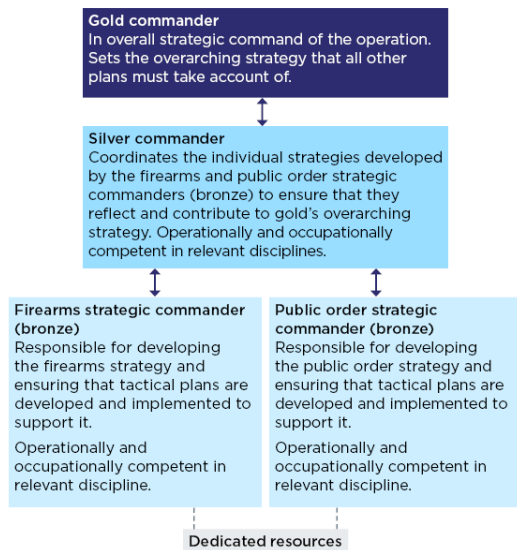 Gold commander
In overall strategic command of the operation.
Sets the overarching strategy that all other
plans must take account of.
Silver commander
Coordinates the individual strategies developed
by the firearms and public order strategic
commanders (bronze) to ensure that they
reflect and contribute to gold's overarching
strategy. Operationally and occupationally
competent in relevant disciplines.
Firearms strategic commander
(bronze)
Responsible for developing
the firearms strategy and
ensuring that tactical plans are
developed and implemented to
support it.
Operationally and
occupationally competent in
relevant discipline.
Public order strategic
commander (bronze)
Responsible for developing
the public order strategy and
ensuring that tactical plans are
developed and implemented to
support it.
Operationally and
occupationally competent in
relevant discipline.
Dedicated resources